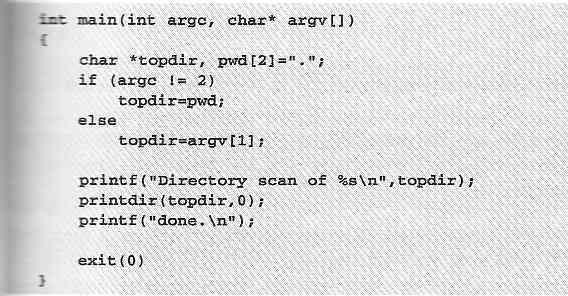 int main(int argc, char* argv[])
{
    char *topdir, pwd[2]=".";
    if (argc != 2)
        topdir=pwd;
    else
        topdir=argv[1];

    printf("Directory scan of %s\n",topdir);
    printdir(topdir,0);
    printf("done.\n");

    exit(0)
}